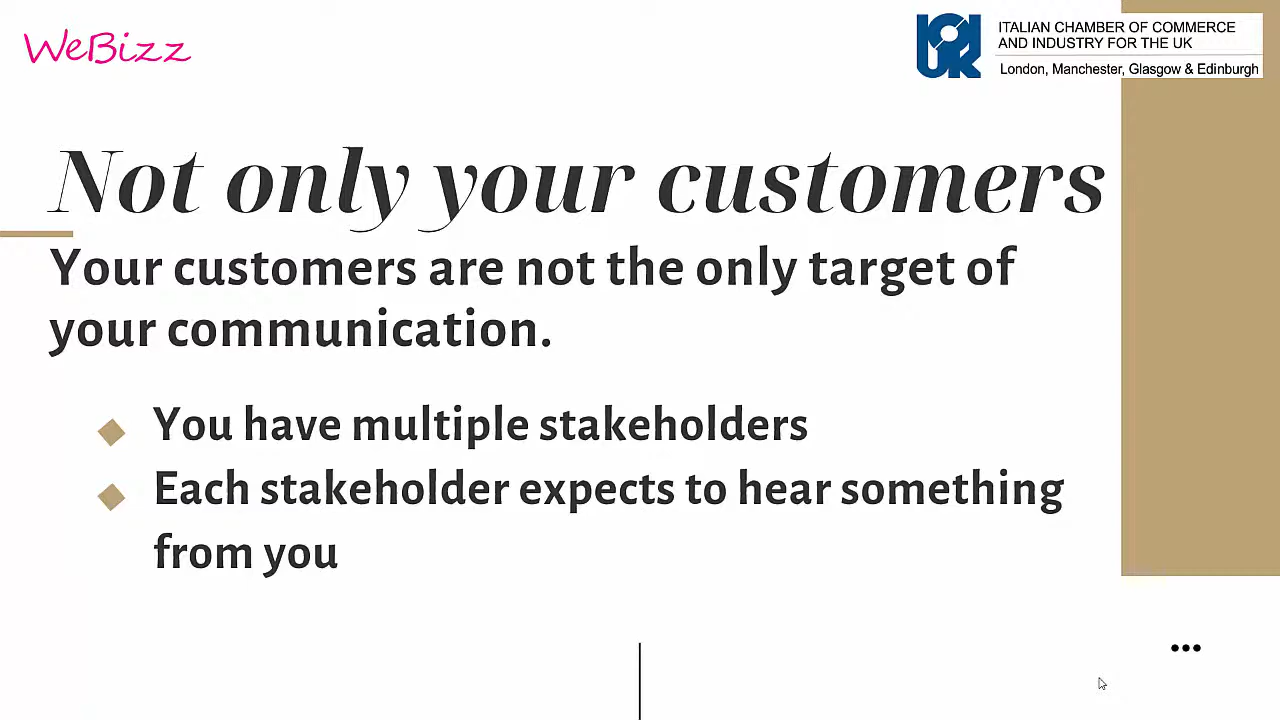 WeBizz
ITALIAN CHAMBER OF COMMERCE
AND INDUSTRY FOR THE UK
London, Manchester, Glasgow & Edinburgh
Not only your customers
Your customers are not the only target of
your communication.
You have multiple stakeholders
Each stakeholder expects to hear something
from you
•••